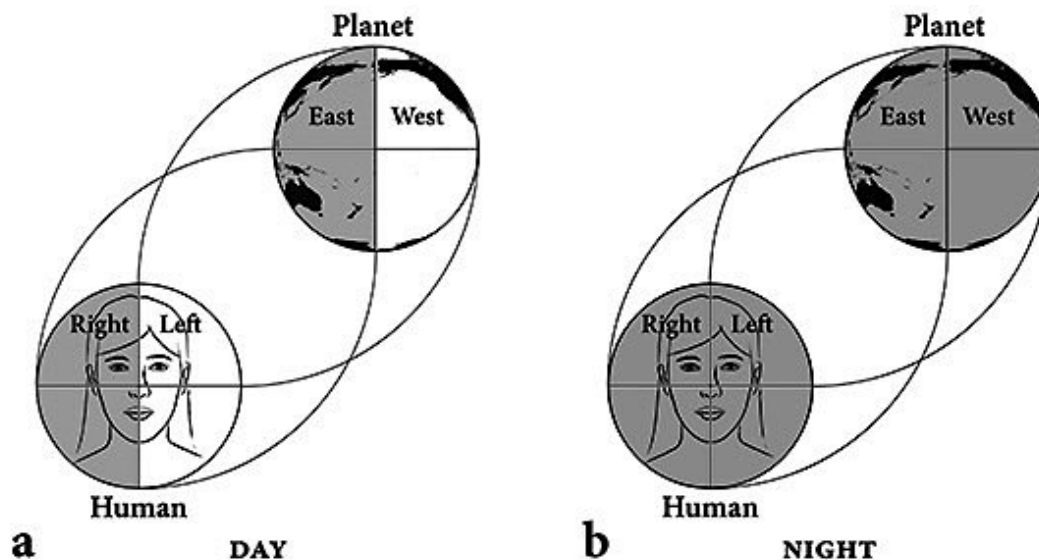 Planet
East West
Right Left
Human
a DAY
Planet
East West
Right Left
Human
b NIGHT